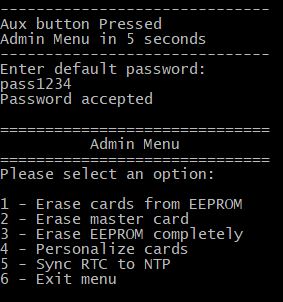 ------------------------------
Aux button Pressed
Admin Menu in 5 seconds
------------------------------
Enter default password:
pass1234
Password accepted
==============================
Admin Menu
==============================
Please select an option:
1 - Erase cards from EEPROM
2 - Erase master card
3 - Erase EEPROM completely
4 - Personalize cards
5 - Sync RTC to NTP
6 - Exit menu